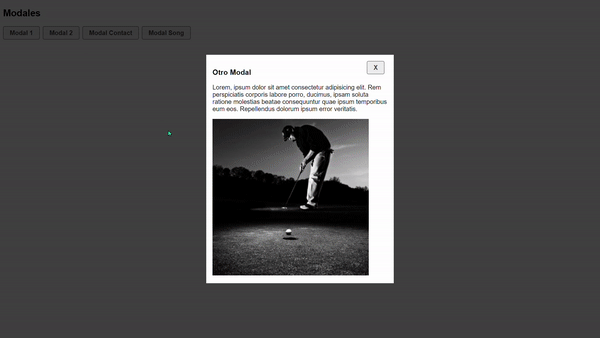 Modales
Modal 1
Modal 2
Modal Contact
Modal Song
X
Otro Modal
Lorem, ipsum dolor sit amet consectetur adipisicing elit. Rem
perspiciatis corporis labore porro, ducimus, ipsam soluta
ratione molestias beatae consequuntur quae ipsum temporibus
eum eos. Repellendus dolorum ipsum error veritatis.